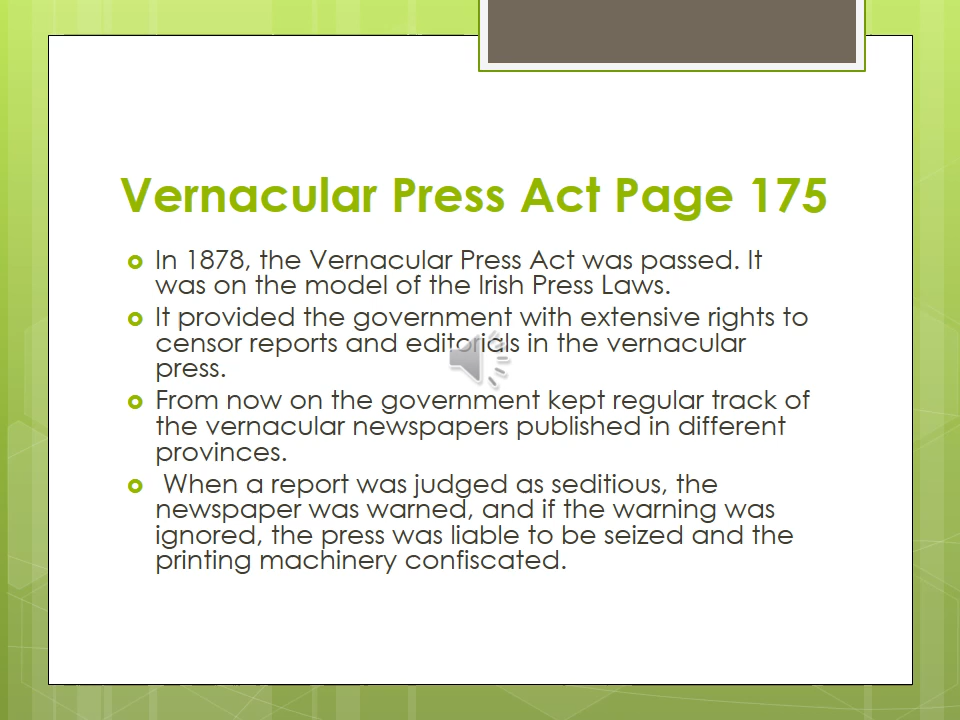 Vernacular Press Act Page 175
In 1878, the Vernacular Press Act was passed. It
was on the model of the Irish Press Laws.
It provided the government with extensive rights to
censor reports and editorials in the vernacular
press.
From now on the government kept regular track of
the vernacular newspapers published in different
provinces.
When a report was judged as seditious, the
newspaper was warned, and if the warning was
ignored, the press was liable to be seized and the
printing machinery confiscated.